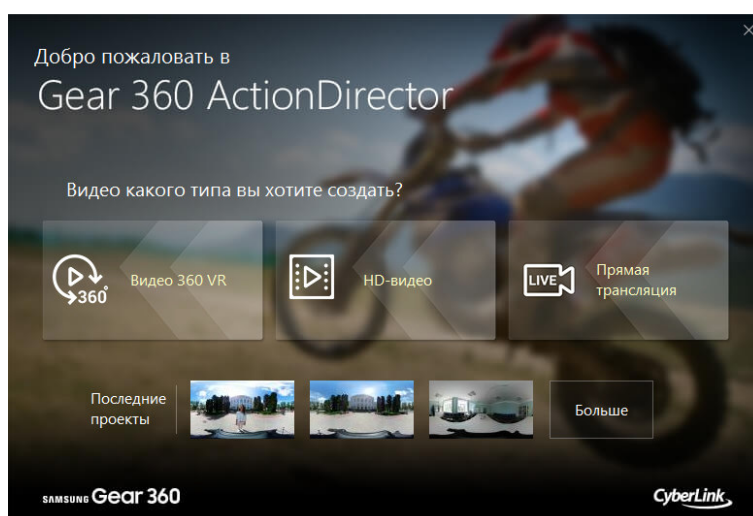 Добро пожаловать в
Gear 360 ActionDirector
Видео какого типа вы хотите создать?
360°
Видео 360 VR
HD-видео
LIVE
Прямая
трансляция
Последние
проекты
Больше
SAMSUNG Gear 360
CyberLink